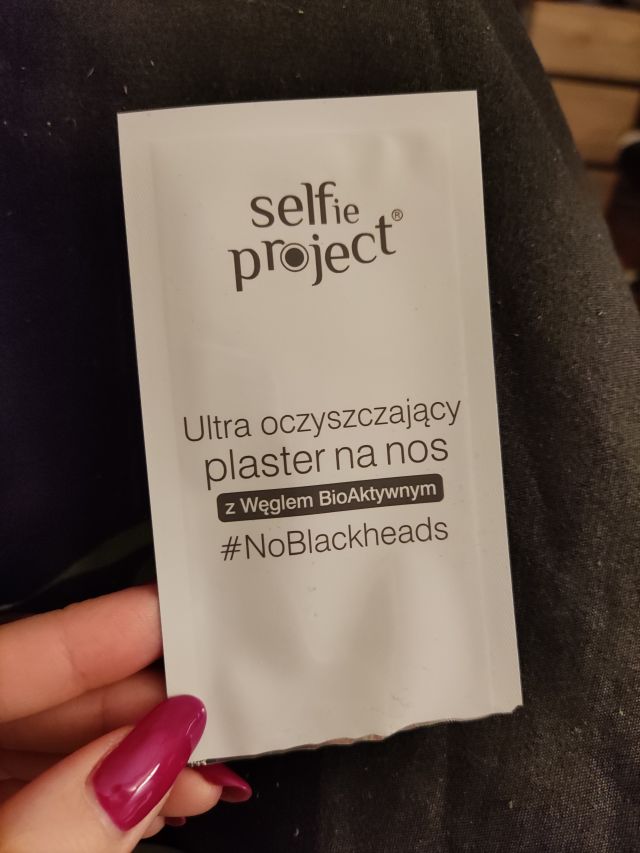 selfie
project®
Ultra oczyszczający
plaster na nos
z Węglem BioAktywnym
#NoBlackheads